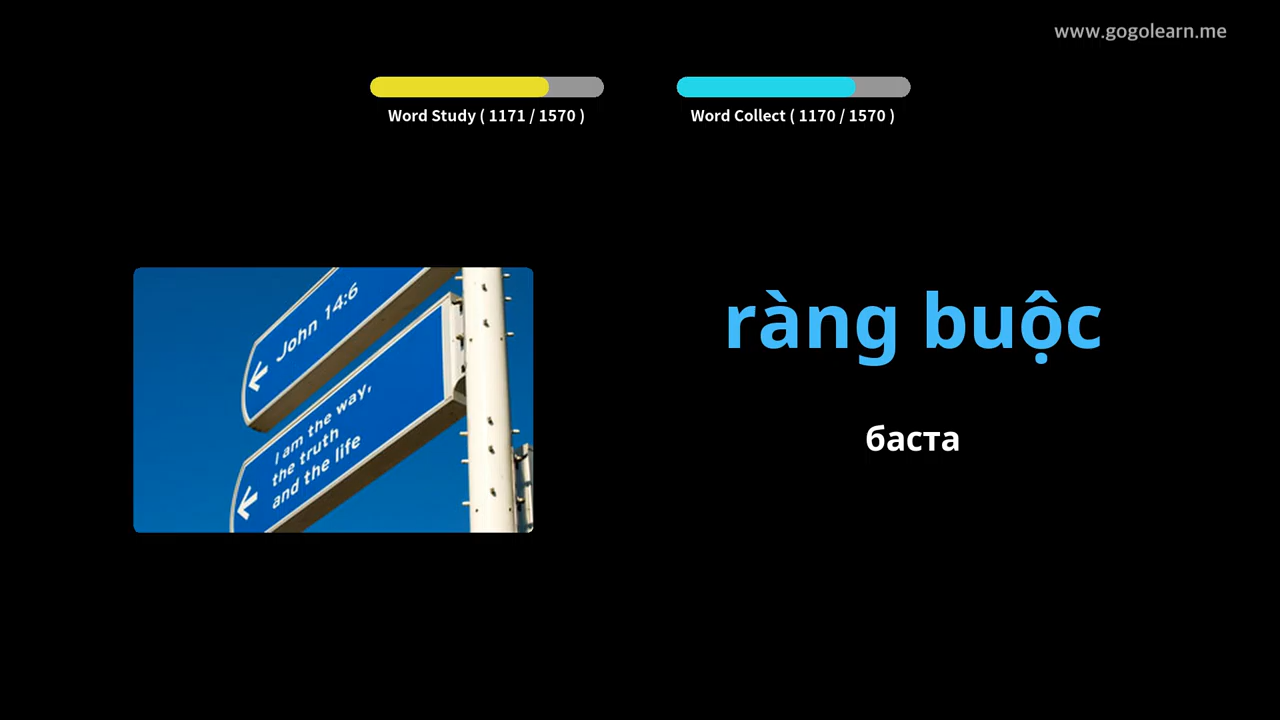 www.gogolearn.me
Word Study ( 1171 / 1570 )
Word Collect ( 1170 / 1570 )
John 14:6
I am the way,
the truth
and the life
ràng buộc
баста